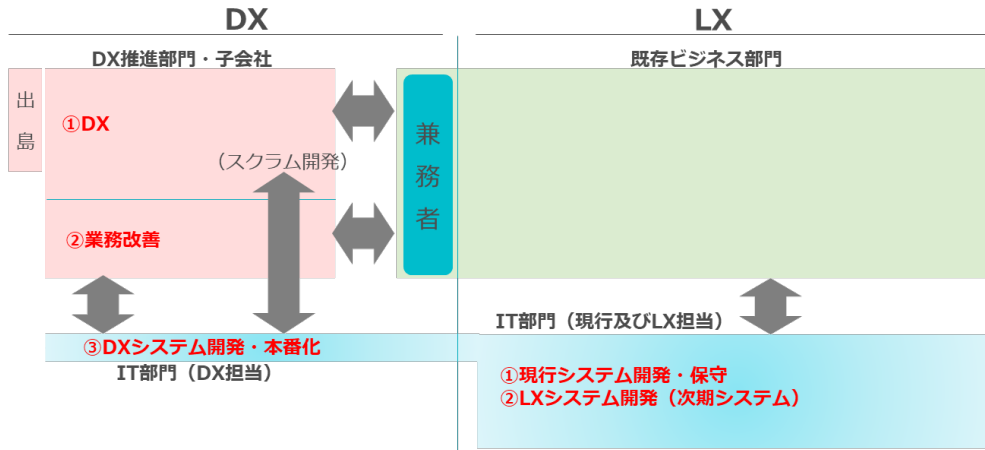 DX
LX
DX推進部門・子会社
既存ビジネス部門
出島
①DX
(スクラム開発)
兼務者
②業務改善
IT部門（現行及びLX担当）
③DXシステム開発・本番化
IT部門（DX担当）
①現行システム開発・保守
②LXシステム開発（次期システム）